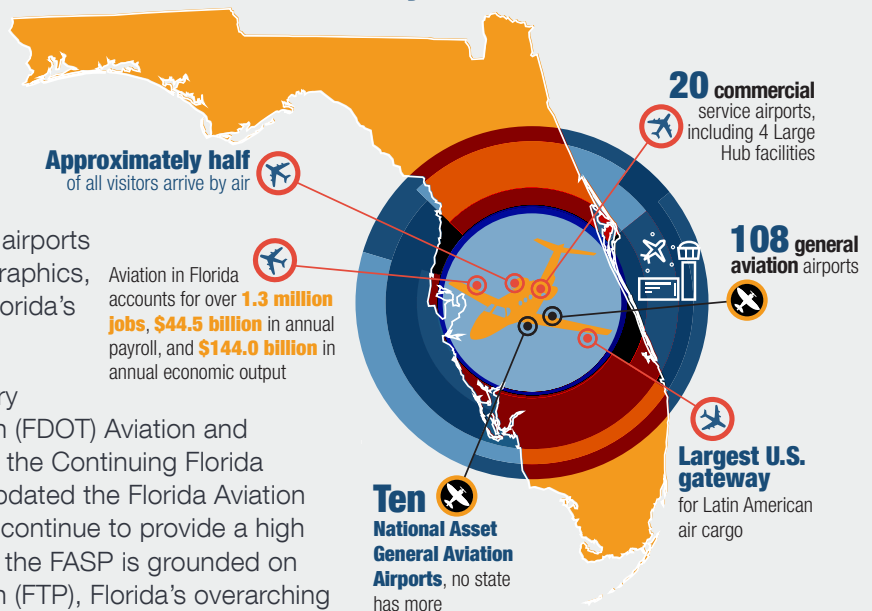 20 commercial
service airports,
including 4 Large
Hub facilities
Approximately half
of all visitors arrive by air
108 general
aviation airports
Aviation in Florida
accounts for over 1.3 million
jobs, $44.5 billion in annual
payroll, and $144.0 billion in
annual economic output
Largest U.S.
gateway
for Latin American
air cargo
Ten
National Asset
General Aviation
Airports, no state
has more
airports
raphics,
orida's
ry
n (FDOT) Aviation and
the Continuing Florida
pdated the Florida Aviation
continue to provide a high
the FASP is grounded on
n (FTP), Florida's overarching